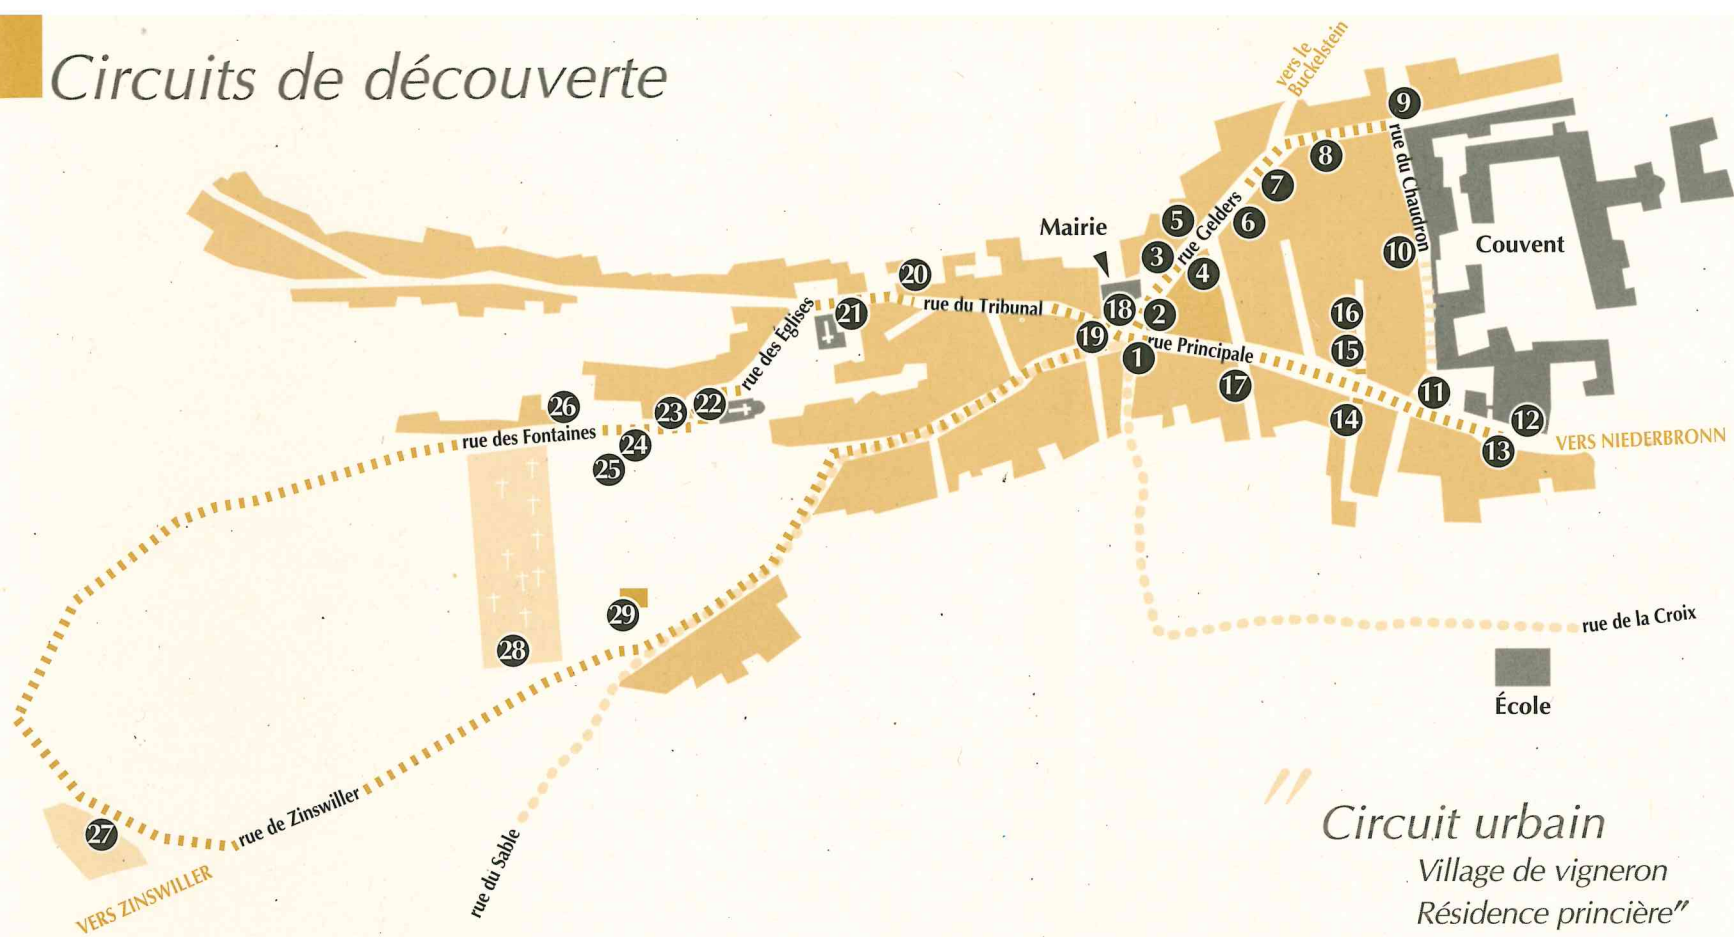 Circuits de découverte
vers le
Buckelstein
9
rue du Chaudron
8
7
5
6
rue Gelders
Mairie
3
4
10
Couvent
20
rue du Tribunal
21
18
2
16
19
1
rue Principale
15
rue des Églises
17
11
26
23
22
14
12
13
VERS NIEDERBRONN
rue des Fontaines
24
25
29
28
rue de la Croix
École
27
rue de Zinswiller
VERS ZINSWILLER
rue du Sable
"
Circuit urbain
Village de vigneron
Résidence princière"